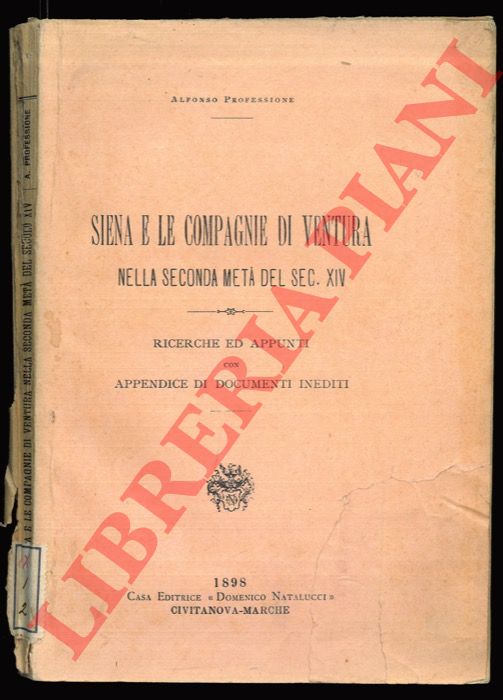 ALFONSO PROFESSIONE
SIENA E LE COMPAGNIE DI VENTURA
NELLA SECONDA METÀ DEL SEC. XIV
RICERCHE ED APPUNTI
CON
APPENDICE DI DOCUMENTI INEDITI
1898
CASA EDITRICE « DOMENICO NATALUCCI »
CIVITANOVA-MARCHE
A. PROFESSIONE
E LE COMPAGNIE DI VENTURA NELLA SECONDA METÀ DEL SECOLO XIV
1
2
LIBRERIA PIANI